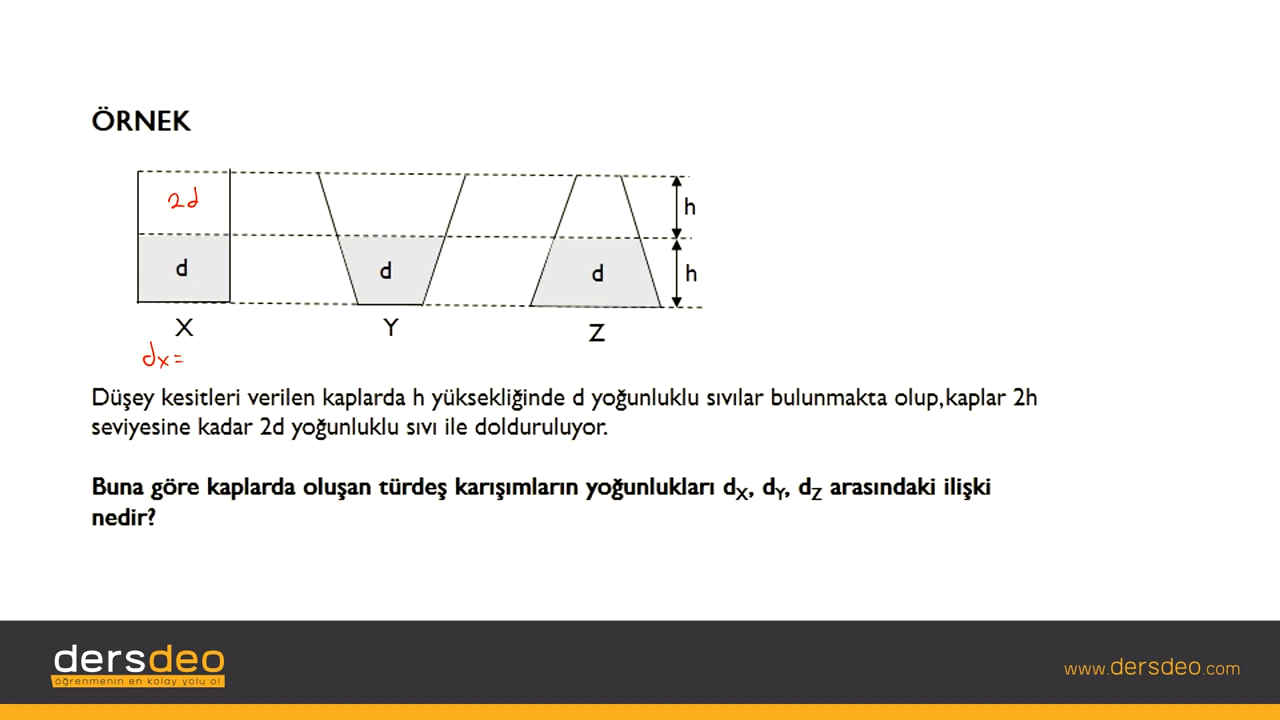 ÖRNEK
2d
h
d
d
d
h
X
Y
Z
dx=
Düşey kesitleri verilen kaplarda h yüksekliğinde d yoğunluklu sıvılar bulunmakta olup,kaplar 2h
seviyesine kadar 2d yoğunluklu sıvı ile dolduruluyor.
Buna göre kaplarda oluşan türdeş karışımların yoğunlukları dX, dY, dZ arasındaki ilişki
nedir?
dersdeo
öğrenmenin en kolay yolu o!
www.dersdeo.com